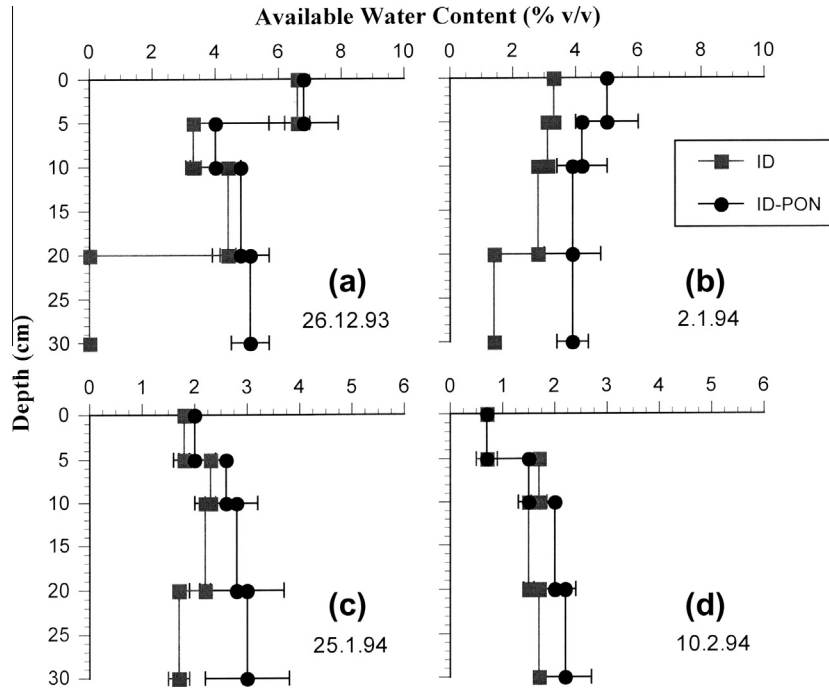 Available Water Content (% v/v)
0 2 4 6 8 10
0 2 4 6 8 10
0
5
10
15
20
25
30
(a)
26.12.93
(b)
2.1.94
ID
ID-PON
Depth (cm)
0 1 2 3 4 5 6
0 1 2 3 4 5 6
0
5
10
15
20
25
30
(c)
25.1.94
(d)
10.2.94